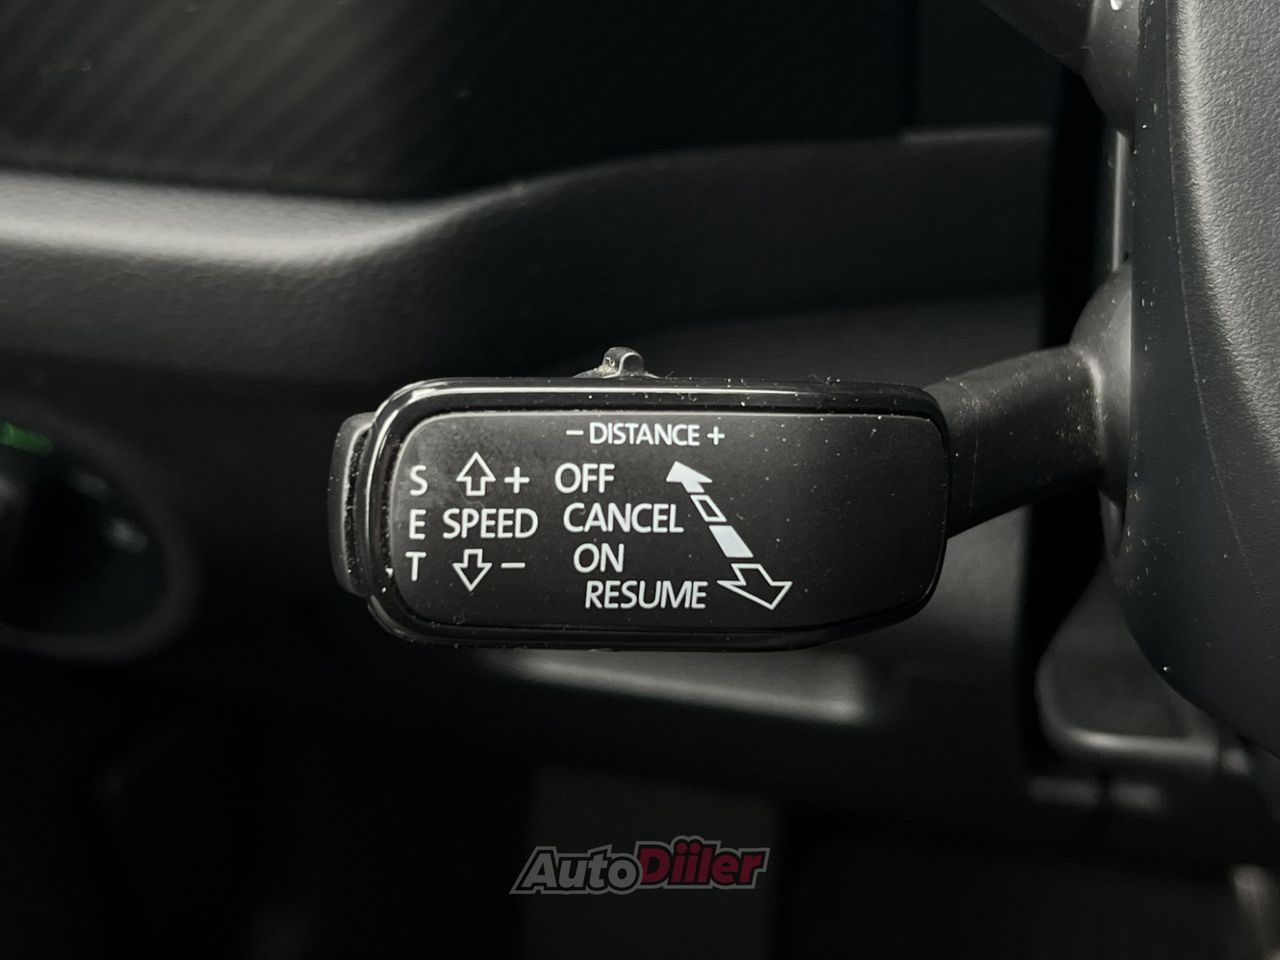 – DISTANCE +
S + OFF
E SPEED CANCEL
T – ON
RESUME
AutoDiiler